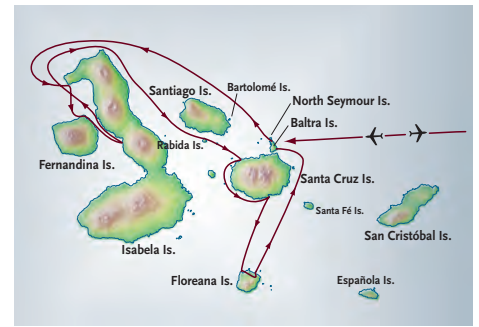 Bartolomé Is.
Santiago Is.
North Seymour Is.
Baltra Is.
Rabida Is.
Fernandina Is.
Santa Cruz Is.
Santa Fé Is.
San Cristóbal Is.
Isabela Is.
Floreana Is.
Española Is.